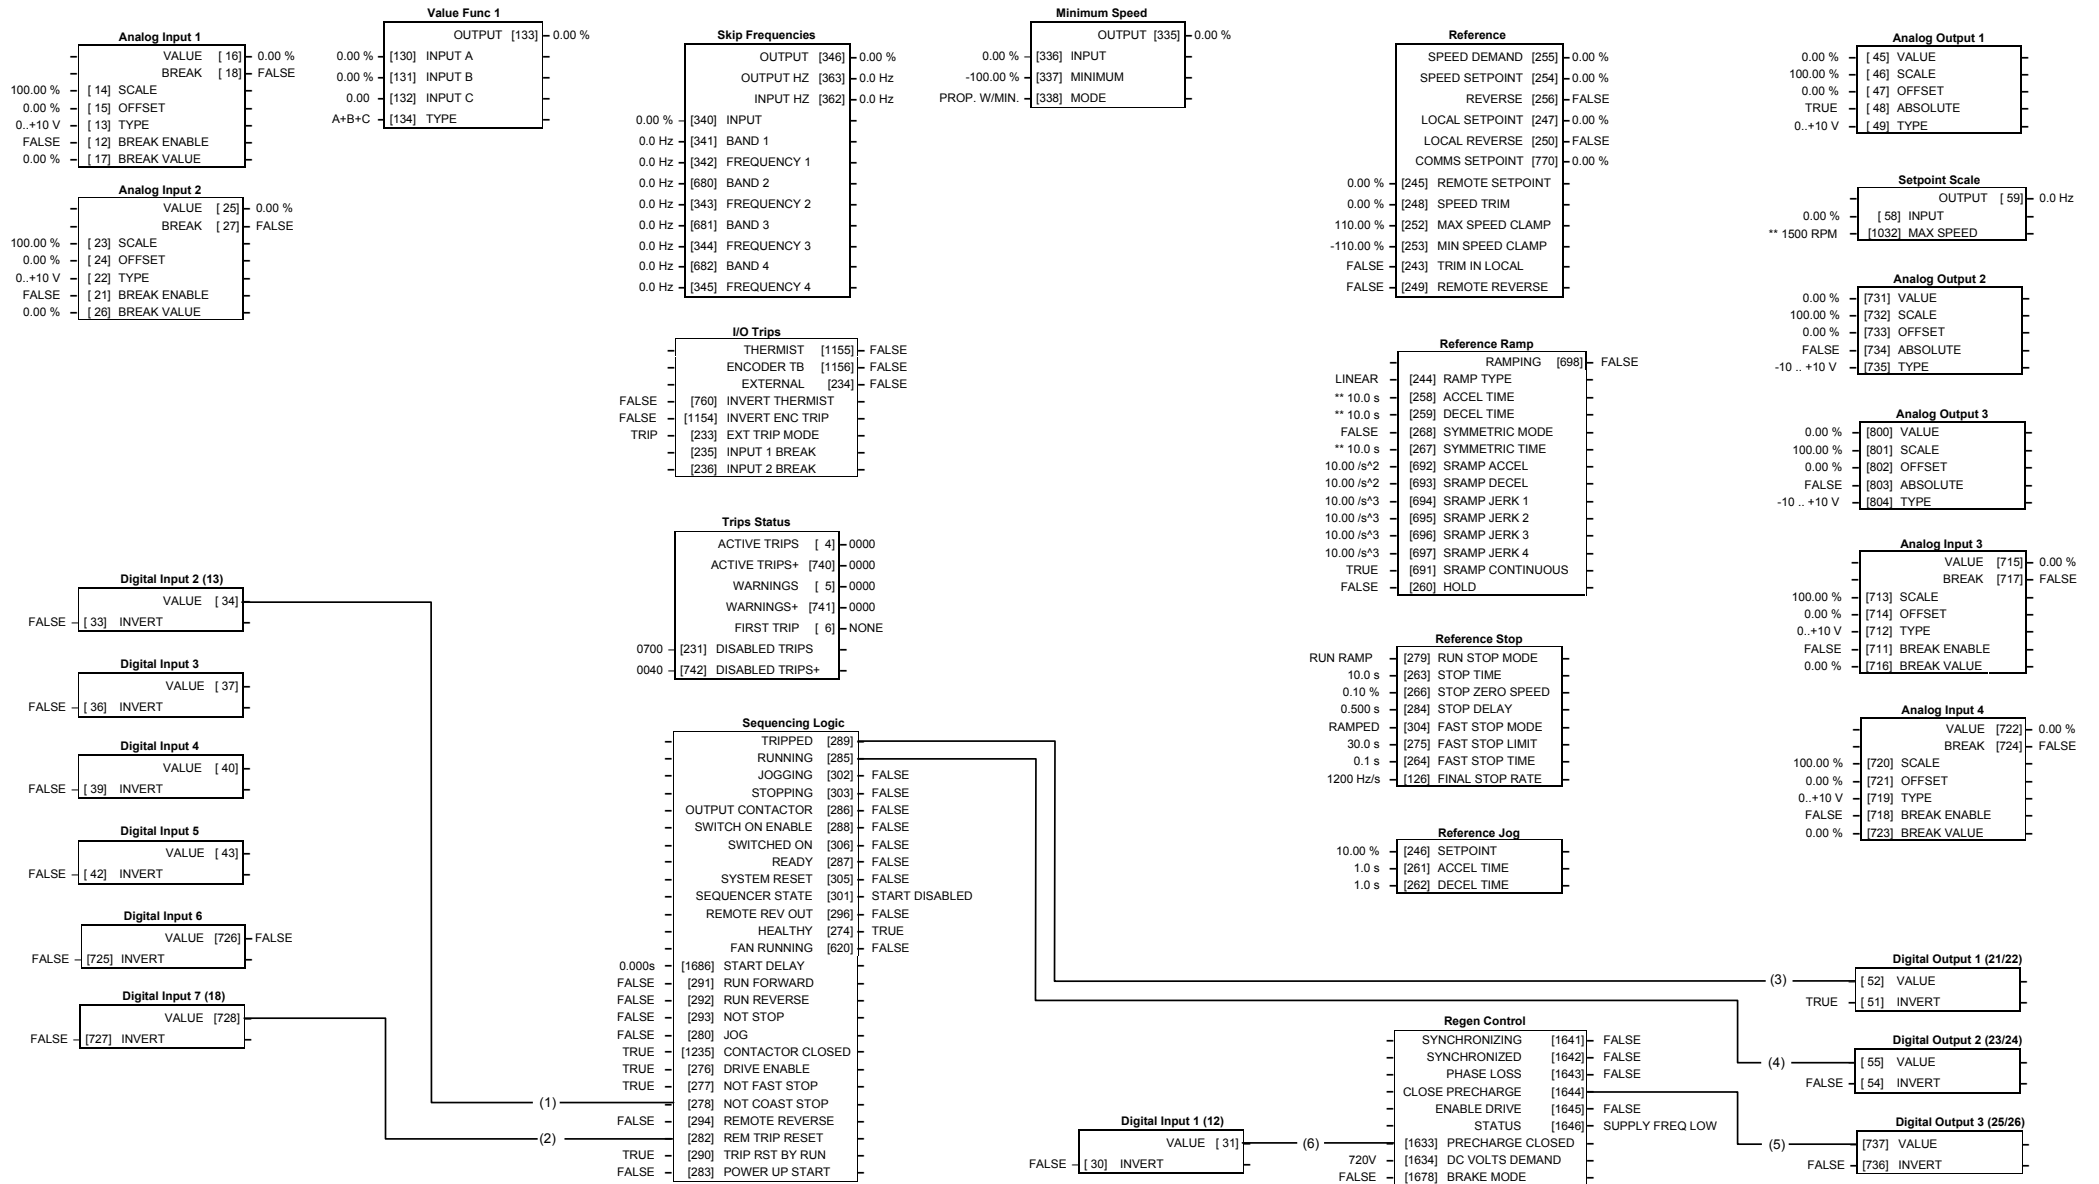 Analog Input 1
VALUE [ 16] 0.00 %
BREAK [ 18] FALSE
100.00 % [ 14] SCALE
0.00 % [ 15] OFFSET
0..+10 V [ 13] TYPE
FALSE [ 12] BREAK ENABLE
0.00 % [ 17] BREAK VALUE
Analog Input 2
VALUE [ 25] 0.00 %
BREAK [ 27] FALSE
100.00 % [ 23] SCALE
0.00 % [ 24] OFFSET
0..+10 V [ 22] TYPE
FALSE [ 21] BREAK ENABLE
0.00 % [ 26] BREAK VALUE
Value Func 1
OUTPUT [133] 0.00 %
0.00 % [130] INPUT A
0.00 % [131] INPUT B
0.00 [132] INPUT C
A+B+C [134] TYPE
Skip Frequencies
OUTPUT [346] 0.00 %
OUTPUT HZ [363] 0.0 Hz
INPUT HZ [362] 0.0 Hz
0.00 % [340] INPUT
0.0 Hz [341] BAND 1
0.0 Hz [342] FREQUENCY 1
0.0 Hz [680] BAND 2
0.0 Hz [343] FREQUENCY 2
0.0 Hz [681] BAND 3
0.0 Hz [344] FREQUENCY 3
0.0 Hz [682] BAND 4
0.0 Hz [345] FREQUENCY 4
Minimum Speed
OUTPUT [335] 0.00 %
0.00 % [336] INPUT
-100.00 % [337] MINIMUM
PROP. W/MIN. [338] MODE
Reference
SPEED DEMAND [255] 0.00 %
SPEED SETPOINT [254] 0.00 %
REVERSE [256] FALSE
LOCAL SETPOINT [247] 0.00 %
LOCAL REVERSE [250] FALSE
COMMS SETPOINT [770] 0.00 %
0.00 % [245] REMOTE SETPOINT
0.00 % [248] SPEED TRIM
110.00 % [252] MAX SPEED CLAMP
-110.00 % [253] MIN SPEED CLAMP
FALSE [243] TRIM IN LOCAL
FALSE [249] REMOTE REVERSE
Analog Output 1
0.00 % [ 45] VALUE
100.00 % [ 46] SCALE
0.00 % [ 47] OFFSET
TRUE [ 48] ABSOLUTE
0..+10 V [ 49] TYPE
Setpoint Scale
OUTPUT [ 59] 0.0 Hz
0.00 % [ 58] INPUT
** 1500 RPM [1032] MAX SPEED
Analog Output 2
0.00 % [731] VALUE
100.00 % [732] SCALE
0.00 % [733] OFFSET
FALSE [734] ABSOLUTE
-10 .. +10 V [735] TYPE
Analog Output 3
0.00 % [800] VALUE
100.00 % [801] SCALE
0.00 % [802] OFFSET
FALSE [803] ABSOLUTE
-10 .. +10 V [804] TYPE
Analog Input 3
VALUE [715] 0.00 %
BREAK [717] FALSE
100.00 % [713] SCALE
0.00 % [714] OFFSET
0..+10 V [712] TYPE
FALSE [711] BREAK ENABLE
0.00 % [716] BREAK VALUE
Analog Input 4
VALUE [722] 0.00 %
BREAK [724] FALSE
100.00 % [720] SCALE
0.00 % [721] OFFSET
0..+10 V [719] TYPE
FALSE [718] BREAK ENABLE
0.00 % [723] BREAK VALUE
I/O Trips
THERMIST [1155] FALSE
ENCODER TB [1156] FALSE
EXTERNAL [234] FALSE
FALSE [760] INVERT THERMIST
FALSE [1154] INVERT ENC TRIP
TRIP [233] EXT TRIP MODE
[235] INPUT 1 BREAK
[236] INPUT 2 BREAK
Reference Ramp
RAMPING [698] FALSE
LINEAR [244] RAMP TYPE
** 10.0 s [258] ACCEL TIME
** 10.0 s [259] DECEL TIME
FALSE [268] SYMMETRIC MODE
** 10.0 s [267] SYMMETRIC TIME
10.00 /s^2 [692] SRAMP ACCEL
10.00 /s^2 [693] SRAMP DECEL
10.00 /s^3 [694] SRAMP JERK 1
10.00 /s^3 [695] SRAMP JERK 2
10.00 /s^3 [696] SRAMP JERK 3
10.00 /s^3 [697] SRAMP JERK 4
TRUE [691] SRAMP CONTINUOUS
FALSE [260] HOLD
Trips Status
ACTIVE TRIPS [ 4] 0000
ACTIVE TRIPS+ [740] 0000
WARNINGS [ 5] 0000
WARNINGS+ [741] 0000
FIRST TRIP [ 6] NONE
0700 [231] DISABLED TRIPS
0040 [742] DISABLED TRIPS+
Reference Stop
RUN RAMP [279] RUN STOP MODE
10.0 s [263] STOP TIME
0.10 % [266] STOP ZERO SPEED
0.500 s [284] STOP DELAY
RAMPED [304] FAST STOP MODE
30.0 s [275] FAST STOP LIMIT
0.1 s [264] FAST STOP TIME
1200 Hz/s [126] FINAL STOP RATE
Reference Jog
10.00 % [246] SETPOINT
1.0 s [261] ACCEL TIME
1.0 s [262] DECEL TIME
Digital Input 2 (13)
VALUE [ 34]
FALSE [ 33] INVERT
Digital Input 3
VALUE [ 37]
FALSE [ 36] INVERT
Digital Input 4
VALUE [ 40]
FALSE [ 39] INVERT
Digital Input 5
VALUE [ 43]
FALSE [ 42] INVERT
Digital Input 6
VALUE [726] FALSE
FALSE [725] INVERT
Digital Input 7 (18)
VALUE [728]
FALSE [727] INVERT
Sequencing Logic
TRIPPED [289]
RUNNING [285]
JOGGING [302] FALSE
STOPPING [303] FALSE
OUTPUT CONTACTOR [286] FALSE
SWITCH ON ENABLE [288] FALSE
SWITCHED ON [306] FALSE
READY [287] FALSE
SYSTEM RESET [305] FALSE
SEQUENCER STATE [301] START DISABLED
REMOTE REV OUT [296] FALSE
HEALTHY [274] TRUE
FAN RUNNING [620] FALSE
0.000s [1686] START DELAY
FALSE [291] RUN FORWARD
FALSE [292] RUN REVERSE
FALSE [293] NOT STOP
FALSE [280] JOG
TRUE [1235] CONTACTOR CLOSED
TRUE [276] DRIVE ENABLE
TRUE [277] NOT FAST STOP
(1) [278] NOT COAST STOP
FALSE [294] REMOTE REVERSE
(2) [282] REM TRIP RESET
TRUE [290] TRIP RST BY RUN
FALSE [283] POWER UP START
Digital Input 1 (12)
VALUE [ 31]
FALSE [ 30] INVERT
Regen Control
SYNCHRONIZING [1641] FALSE
SYNCHRONIZED [1642] FALSE
PHASE LOSS [1643] FALSE
CLOSE PRECHARGE [1644]
ENABLE DRIVE [1645] FALSE
STATUS [1646] SUPPLY FREQ LOW
(6) [1633] PRECHARGE CLOSED
720V [1634] DC VOLTS DEMAND
FALSE [1678] BRAKE MODE
Digital Output 1 (21/22)
(3) [ 52] VALUE
TRUE [ 51] INVERT
Digital Output 2 (23/24)
(4) [ 55] VALUE
FALSE [ 54] INVERT
Digital Output 3 (25/26)
(5) [737] VALUE
FALSE [736] INVERT